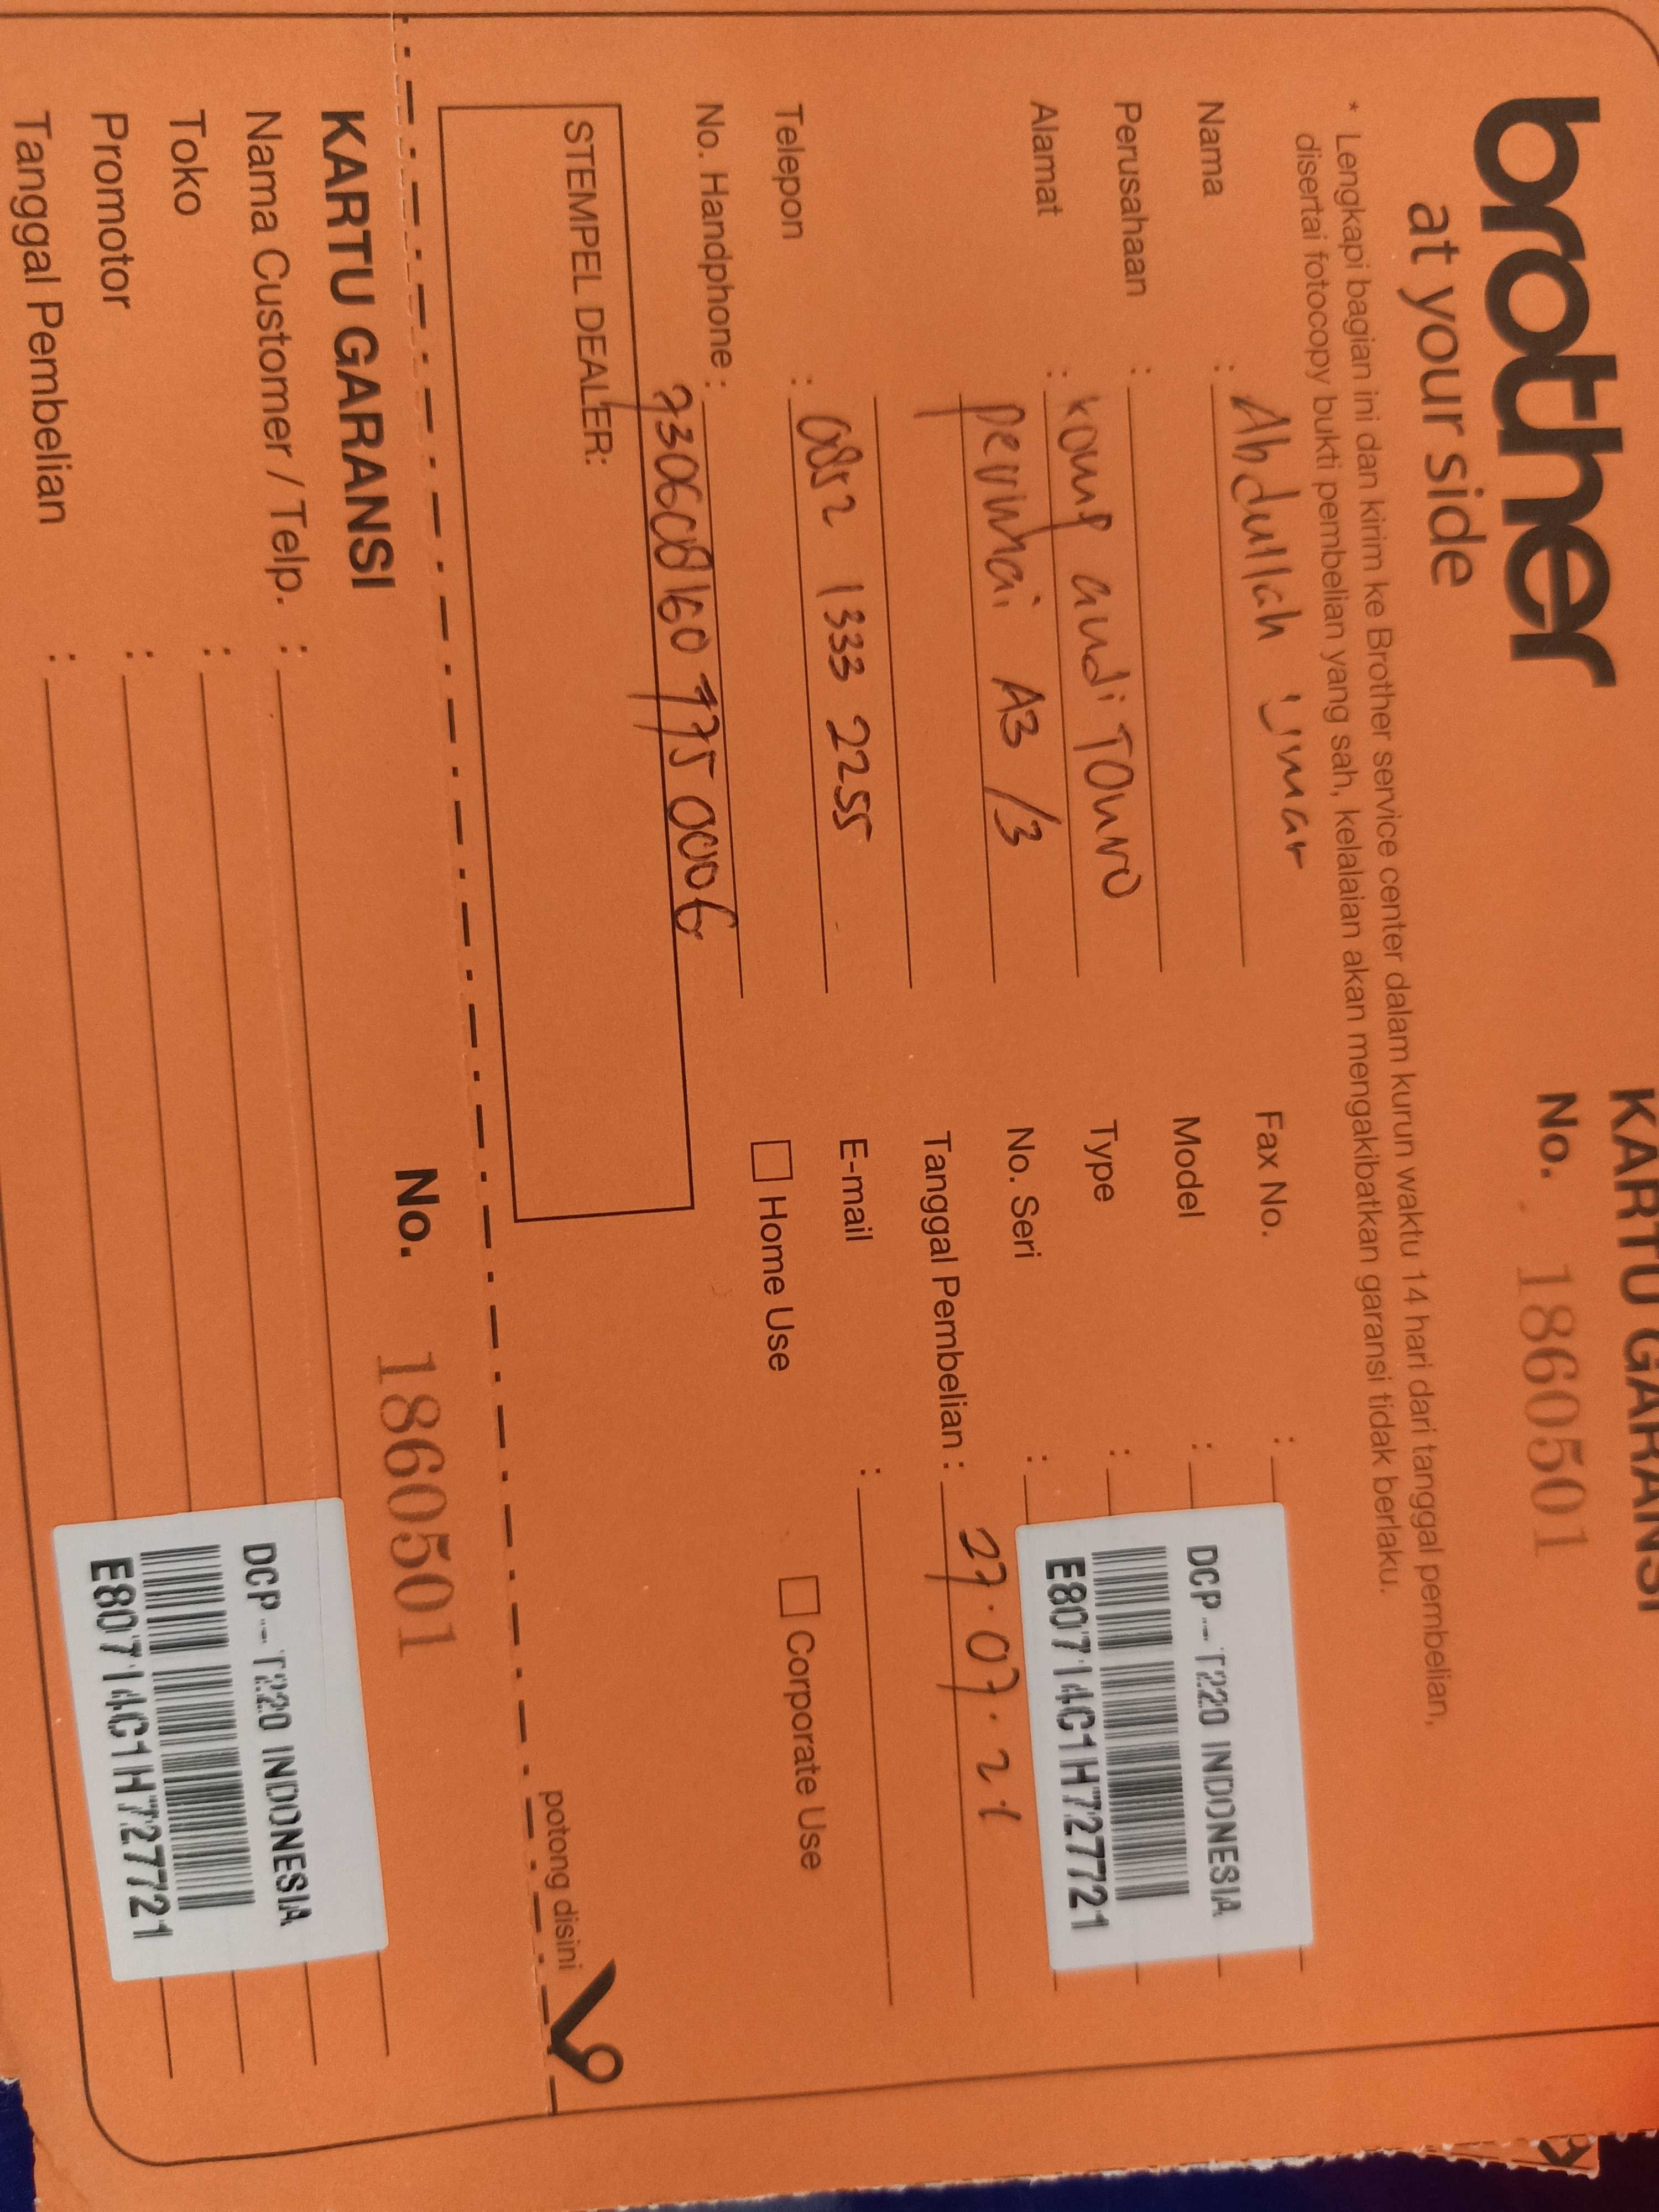 brother
at your side
KARTU GARANSI
No. 1860501
* Lengkapi bagian ini dan kirim ke Brother service center dalam kurun waktu 14 hari dari tanggal pembelian,
disertai fotocopy bukti pembelian yang sah, kelalaian akan mengakibatkan garansi tidak berlaku.
Nama : Abdullah Umar
Perusahaan :
Alamat : komp andi Tonro
permai A3 /3
Telepon : 0852 1333 2255
No. Handphone : 7306081607750006
STEMPEL DEALER:
Fax No. :
Model :
Type :
No. Seri :
DCP-T220 INDONESIA
E80714C1H727721
Tanggal Pembelian : 27.07.21
E-mail :
Home Use
Corporate Use
potong disini
KARTU GARANSI
No. 1860501
Nama Customer / Telp. :
Toko :
Promotor :
Tanggal Pembelian :
DCP-T220 INDONESIA
E80714C1H727721